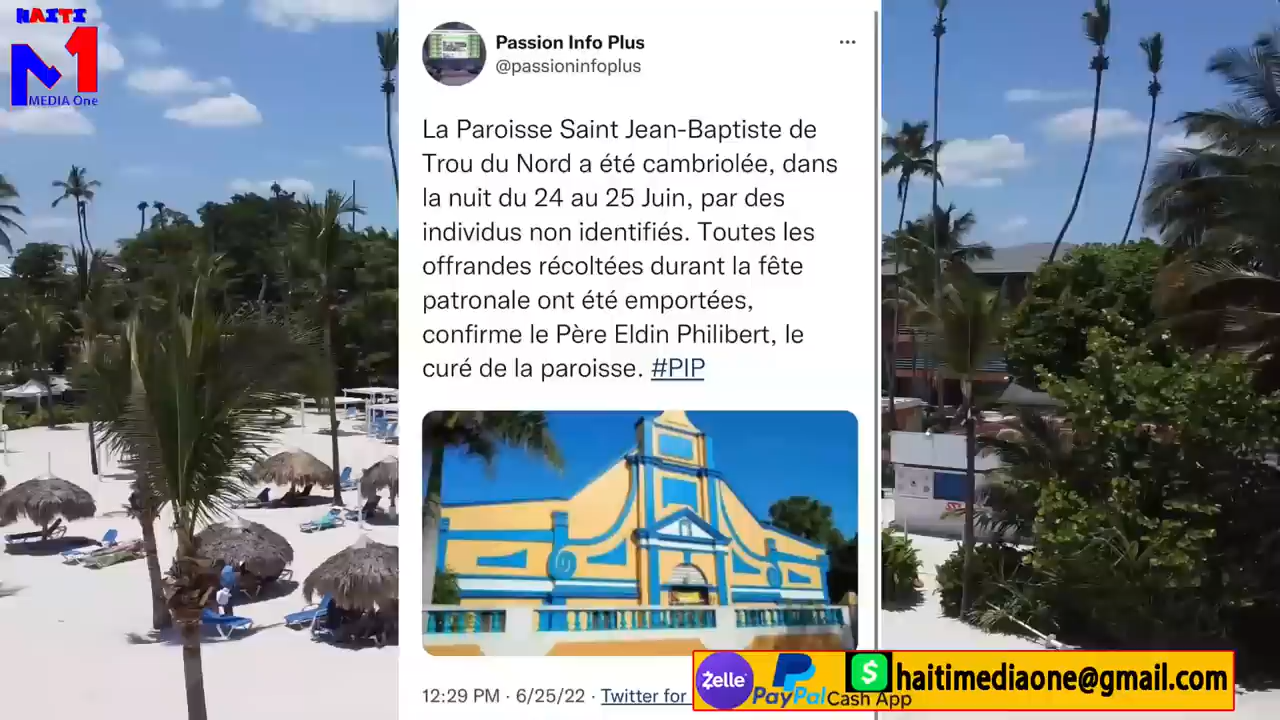 HAITI
M1
MEDIA One
Passion Info Plus
@passioninfoplus
La Paroisse Saint Jean-Baptiste de
Trou du Nord a été cambriolée, dans
la nuit du 24 au 25 Juin, par des
individus non identifiés. Toutes les
offrandes récoltées durant la fête
patronale ont été emportées,
confirme le Père Eldin Philibert, le
curé de la paroisse. #PIP
12:29 PM · 6/25/22 · Twitter for
Zelle
PayPal
$
Cash App
haitimediaone@gmail.com